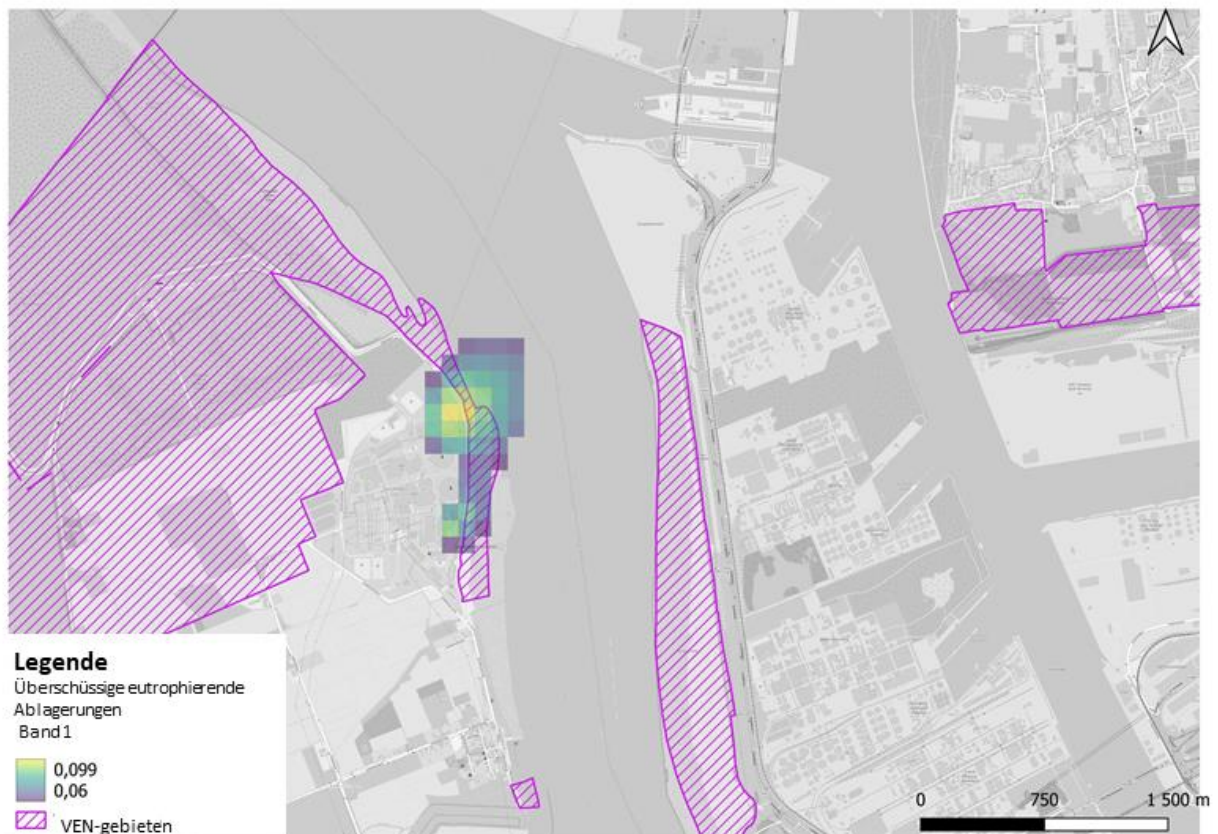 Legende
Überschüssige eutrophierende
Ablagerungen
Band 1
0,099
0,06
VEN-gebieten
0 750 1 500 m